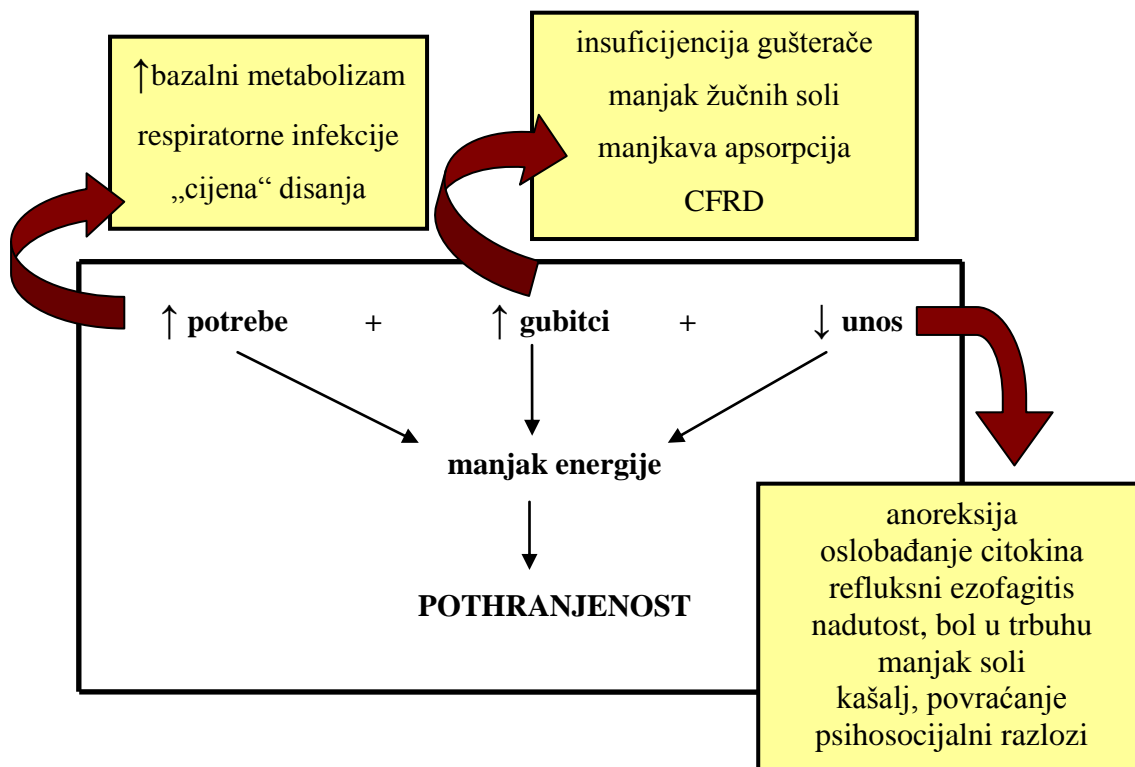 ↑bazalni metabolizam
respiratorne infekcije
„cijena“ disanja
insuficijencija gušterače
manjak žučnih soli
manjkava apsorpcija
CFRD
↑ potrebe + ↑ gubitci + ↓ unos
manjak energije
POTHRANJENOST
anoreksija
oslobađanje citokina
refluksni ezofagitis
nadutost, bol u trbuhu
manjak soli
kašalj, povraćanje
psihosocijalni razlozi